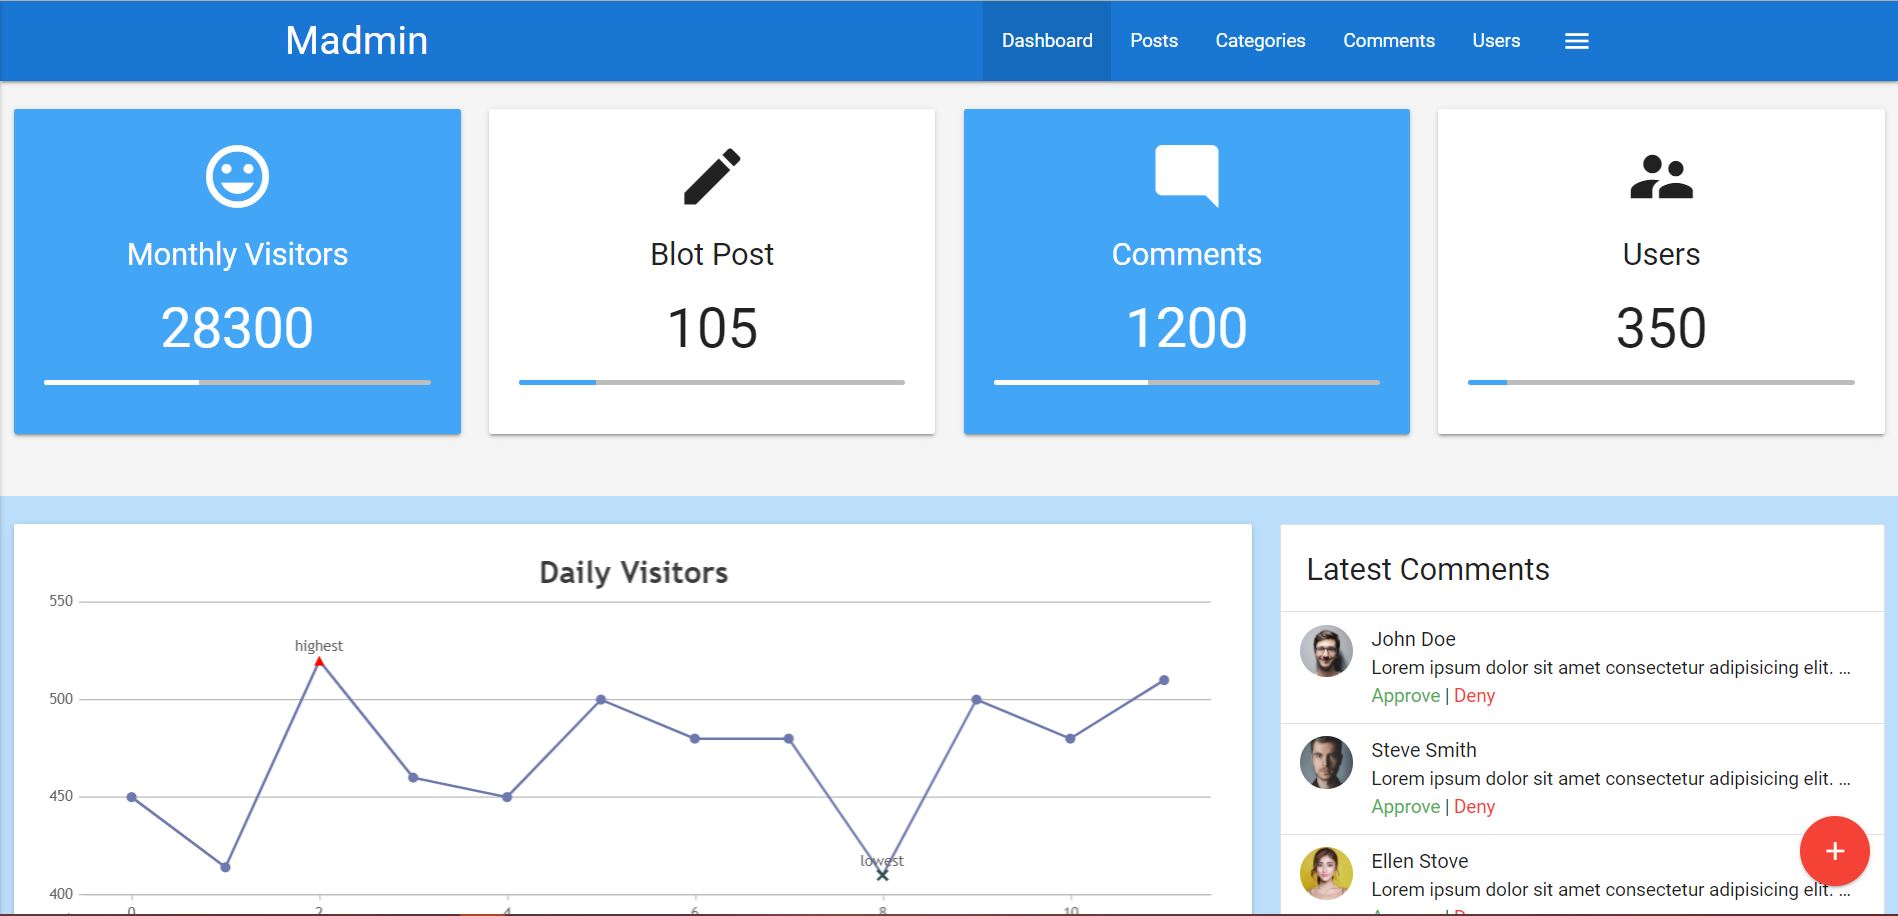 Madmin
Dashboard Posts Categories Comments Users
Monthly Visitors
28300
Blot Post
105
Comments
1200
Users
350
Daily Visitors
550
500
450
400
highest
lowest
0 2 4 6 8 10
Latest Comments
John Doe
Lorem ipsum dolor sit amet consectetur adipisicing elit. ...
Approve | Deny
Steve Smith
Lorem ipsum dolor sit amet consectetur adipisicing elit. ...
Approve | Deny
Ellen Stove
Lorem ipsum dolor sit amet consectetur adipisicing elit. ...